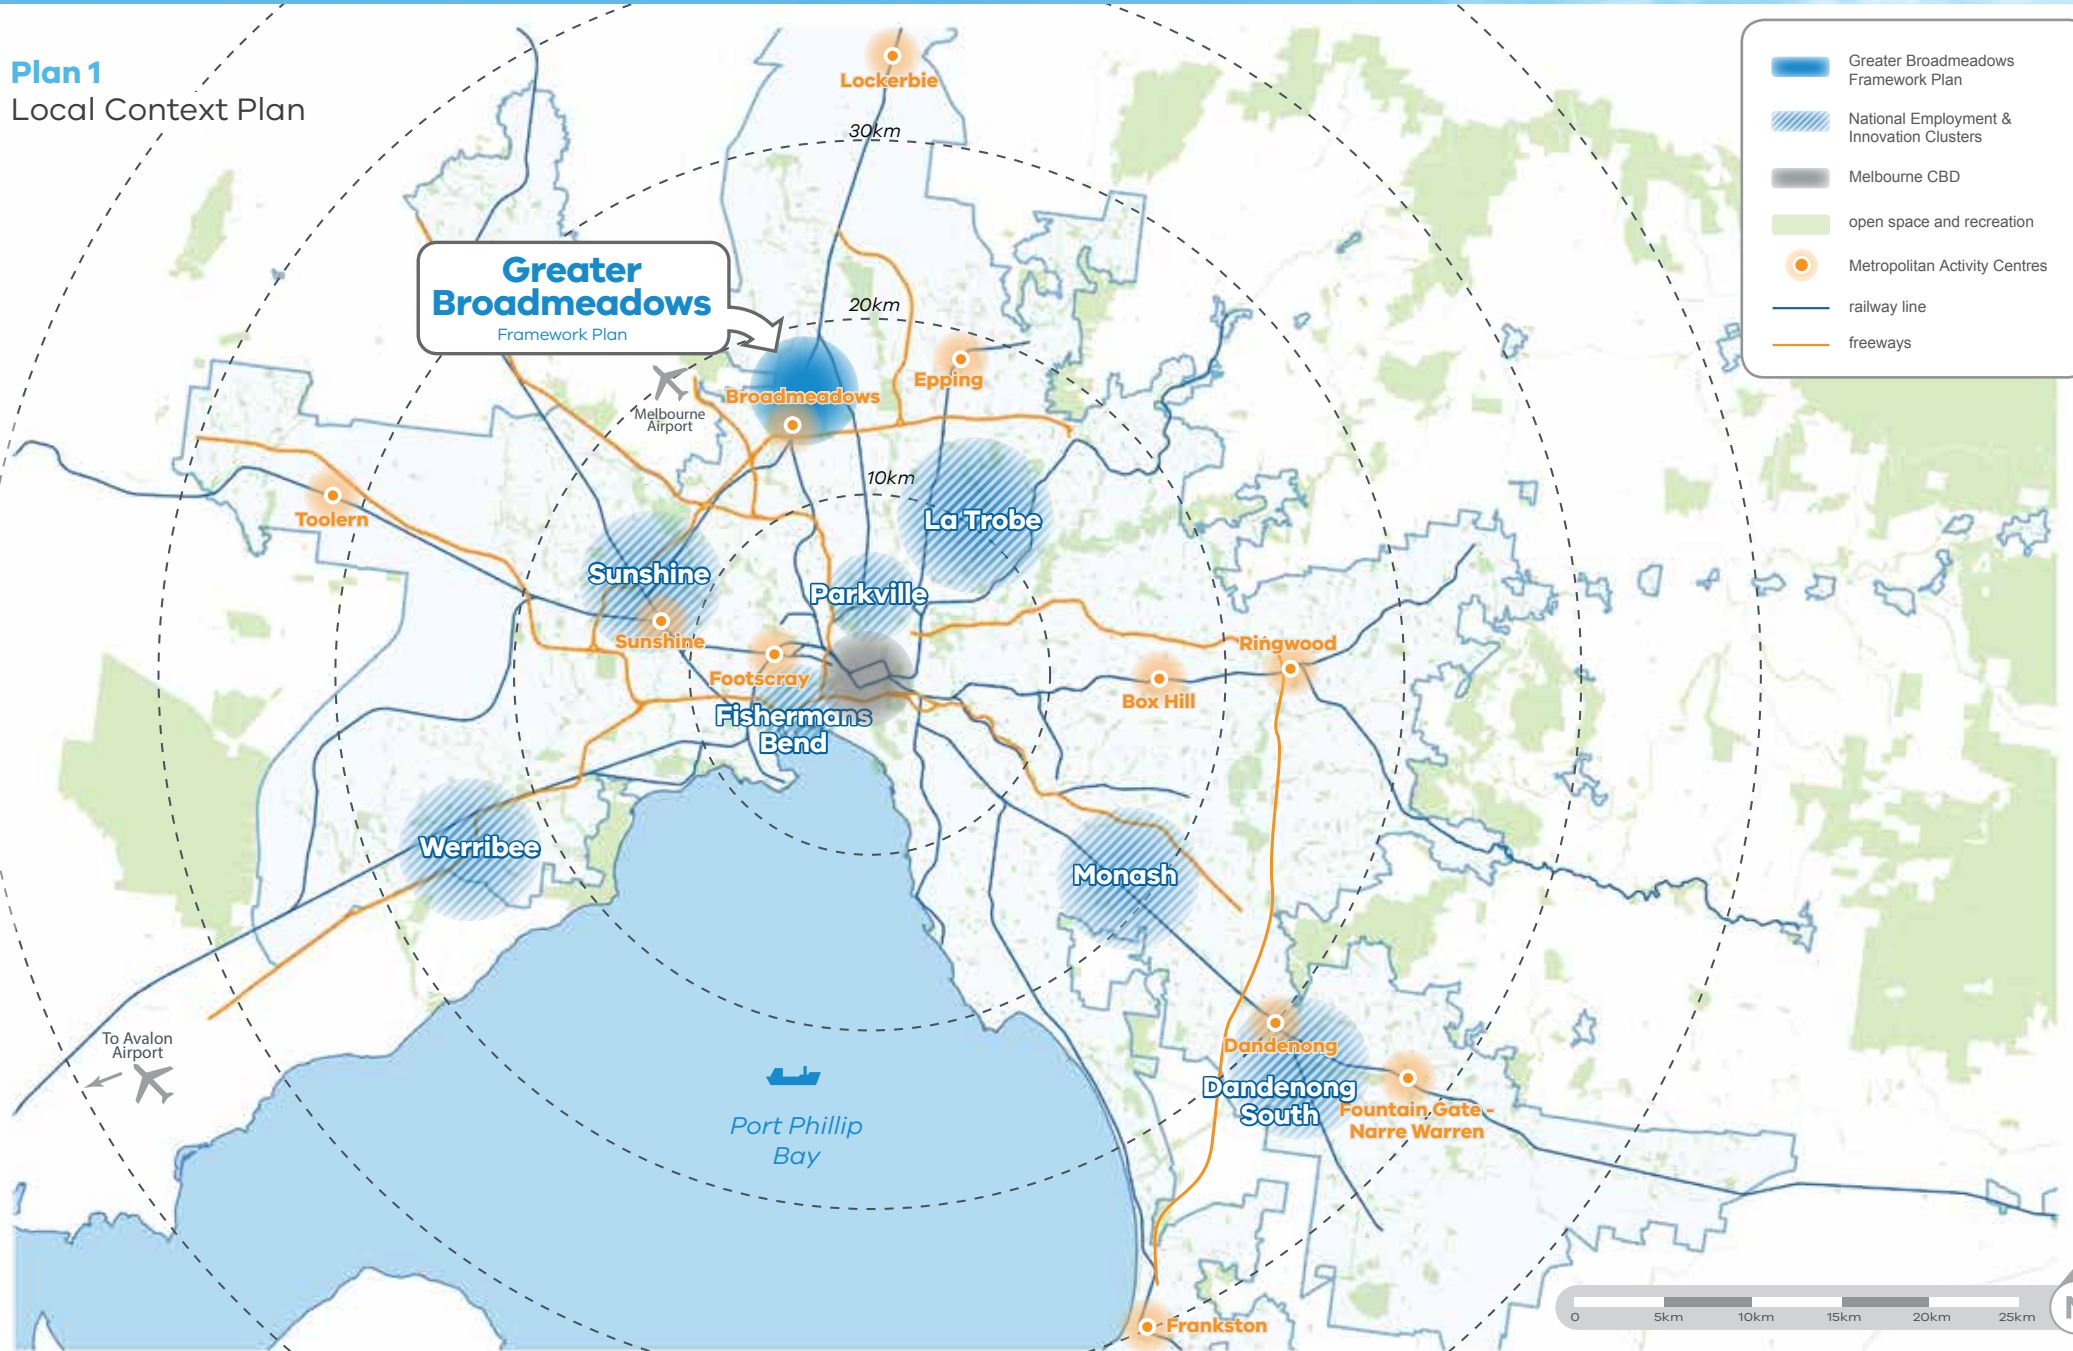 Plan 1
Local Context Plan
Lockerbie
30km
Greater Broadmeadows
Framework Plan
National Employment &
Innovation Clusters
Melbourne CBD
open space and recreation
Metropolitan Activity Centres
railway line
freeways
Greater
Broadmeadows
Framework Plan
20km
Epping
Broadmeadows
Melbourne
Airport
10km
Toolern
La Trobe
Sunshine
Parkville
Sunshine
Ringwood
Footscray
Box Hill
Fishermans
Bend
Werribee
Monash
To Avalon
Airport
Dandenong
Dandenong
South
Fountain Gate -
Narre Warren
Port Phillip
Bay
Frankston
0 5km 10km 15km 20km 25km
N